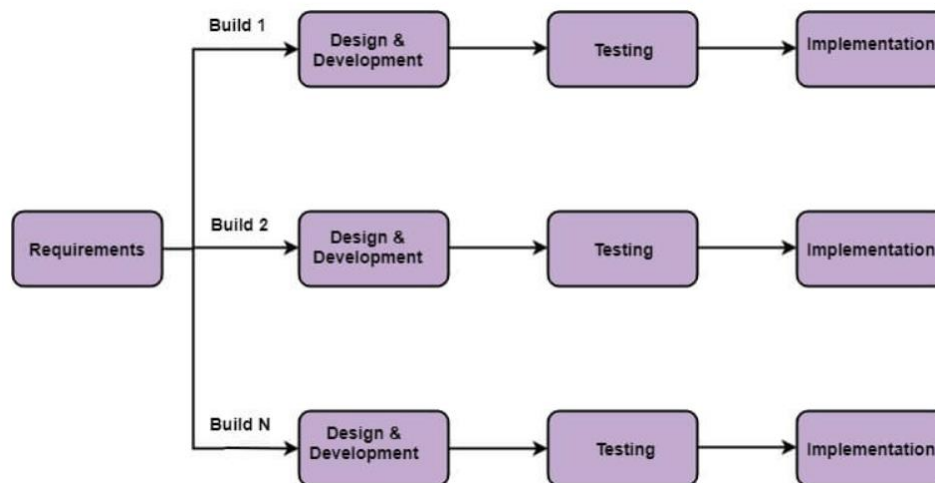 Build 1
Design &
Development
Testing
Implementation
Requirements
Build 2
Design &
Development
Testing
Implementation
Build N
Design &
Development
Testing
Implementation